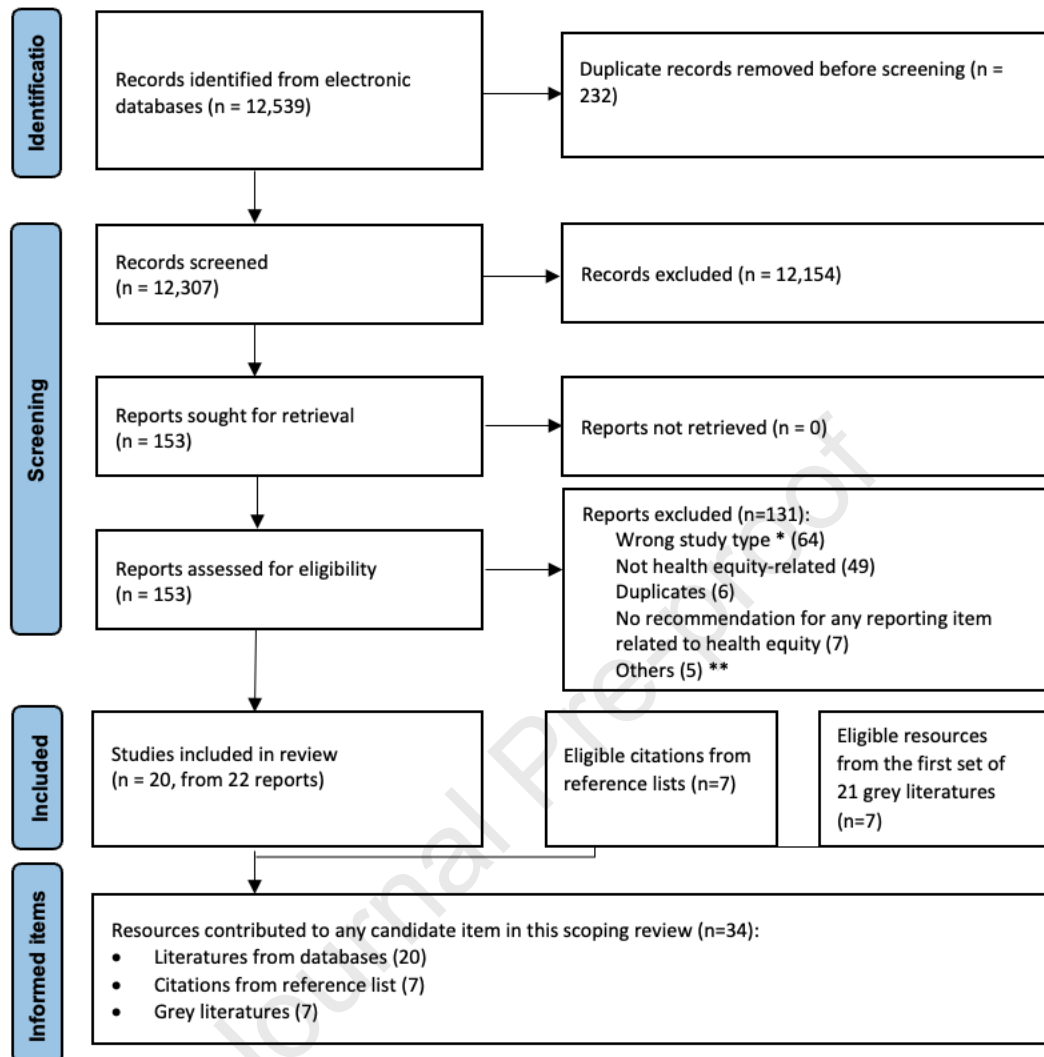 Identificatio
Records identified from electronic
databases (n = 12,539)
Duplicate records removed before screening (n =
232)
Screening
Records screened
(n = 12,307)
Records excluded (n = 12,154)
Reports sought for retrieval
(n = 153)
Reports not retrieved (n = 0)
Reports assessed for eligibility
(n = 153)
Reports excluded (n=131):
Wrong study type * (64)
Not health equity-related (49)
Duplicates (6)
No recommendation for any reporting item
related to health equity (7)
Others (5) **
Included
Studies included in review
(n = 20, from 22 reports)
Eligible citations from
reference lists (n=7)
Eligible resources
from the first set of
21 grey literatures
(n=7)
Informed items
Resources contributed to any candidate item in this scoping review (n=34):
• Literatures from databases (20)
• Citations from reference list (7)
• Grey literatures (7)
Journal Pre-proof